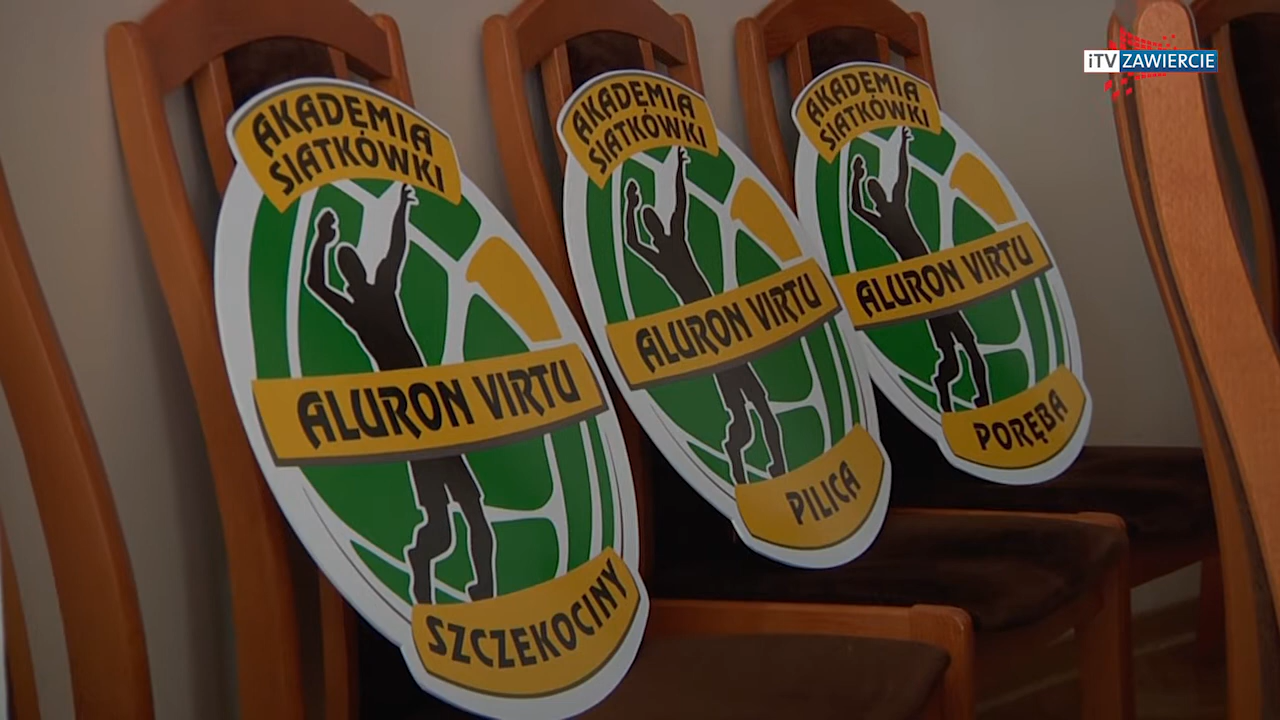 iTV ZAWIERCIE
AKADEMIA
SIATKÓWKI
ALURON VIRTU
SZCZEKOCINY
AKADEMIA
SIATKÓWKI
ALURON VIRTU
PILICA
AKADEMIA
SIATKÓWKI
ALURON VIRTU
PORĘBA